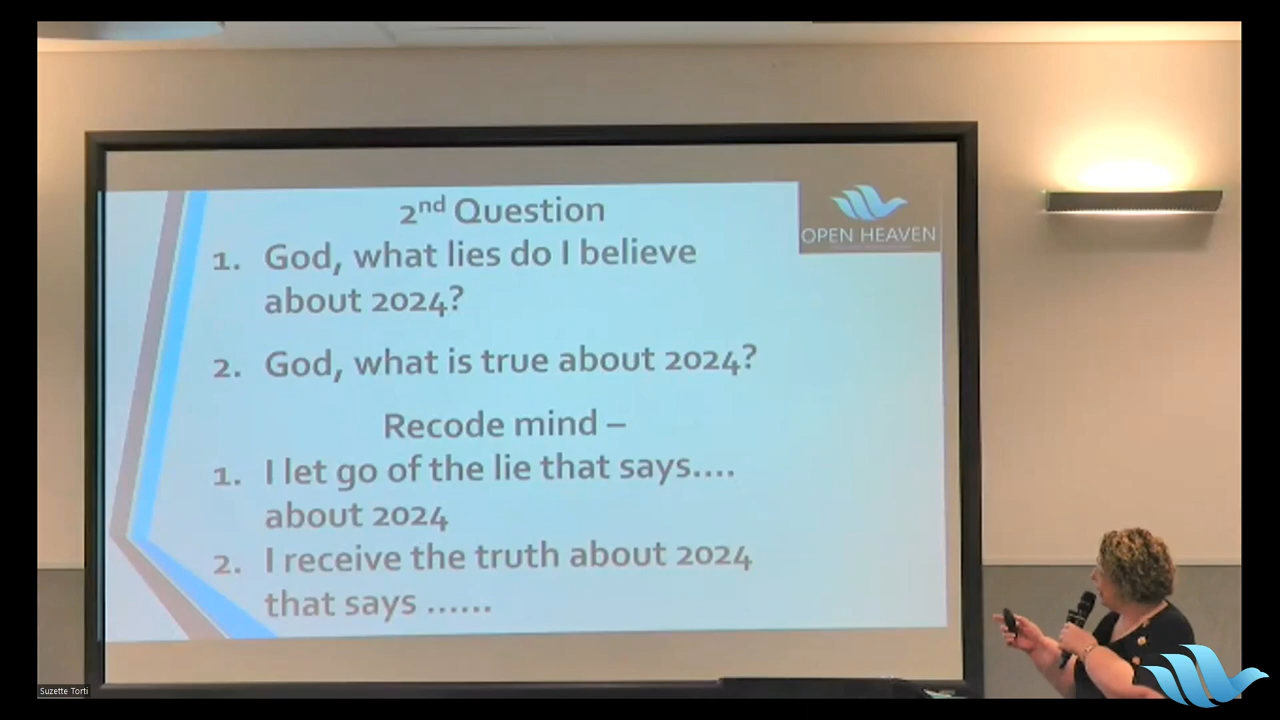 2nd Question
OPEN HEAVEN
1. God, what lies do I believe
about 2024?
2. God, what is true about 2024?
Recode mind –
1. I let go of the lie that says....
about 2024
2. I receive the truth about 2024
that says ......
Suzette Torti